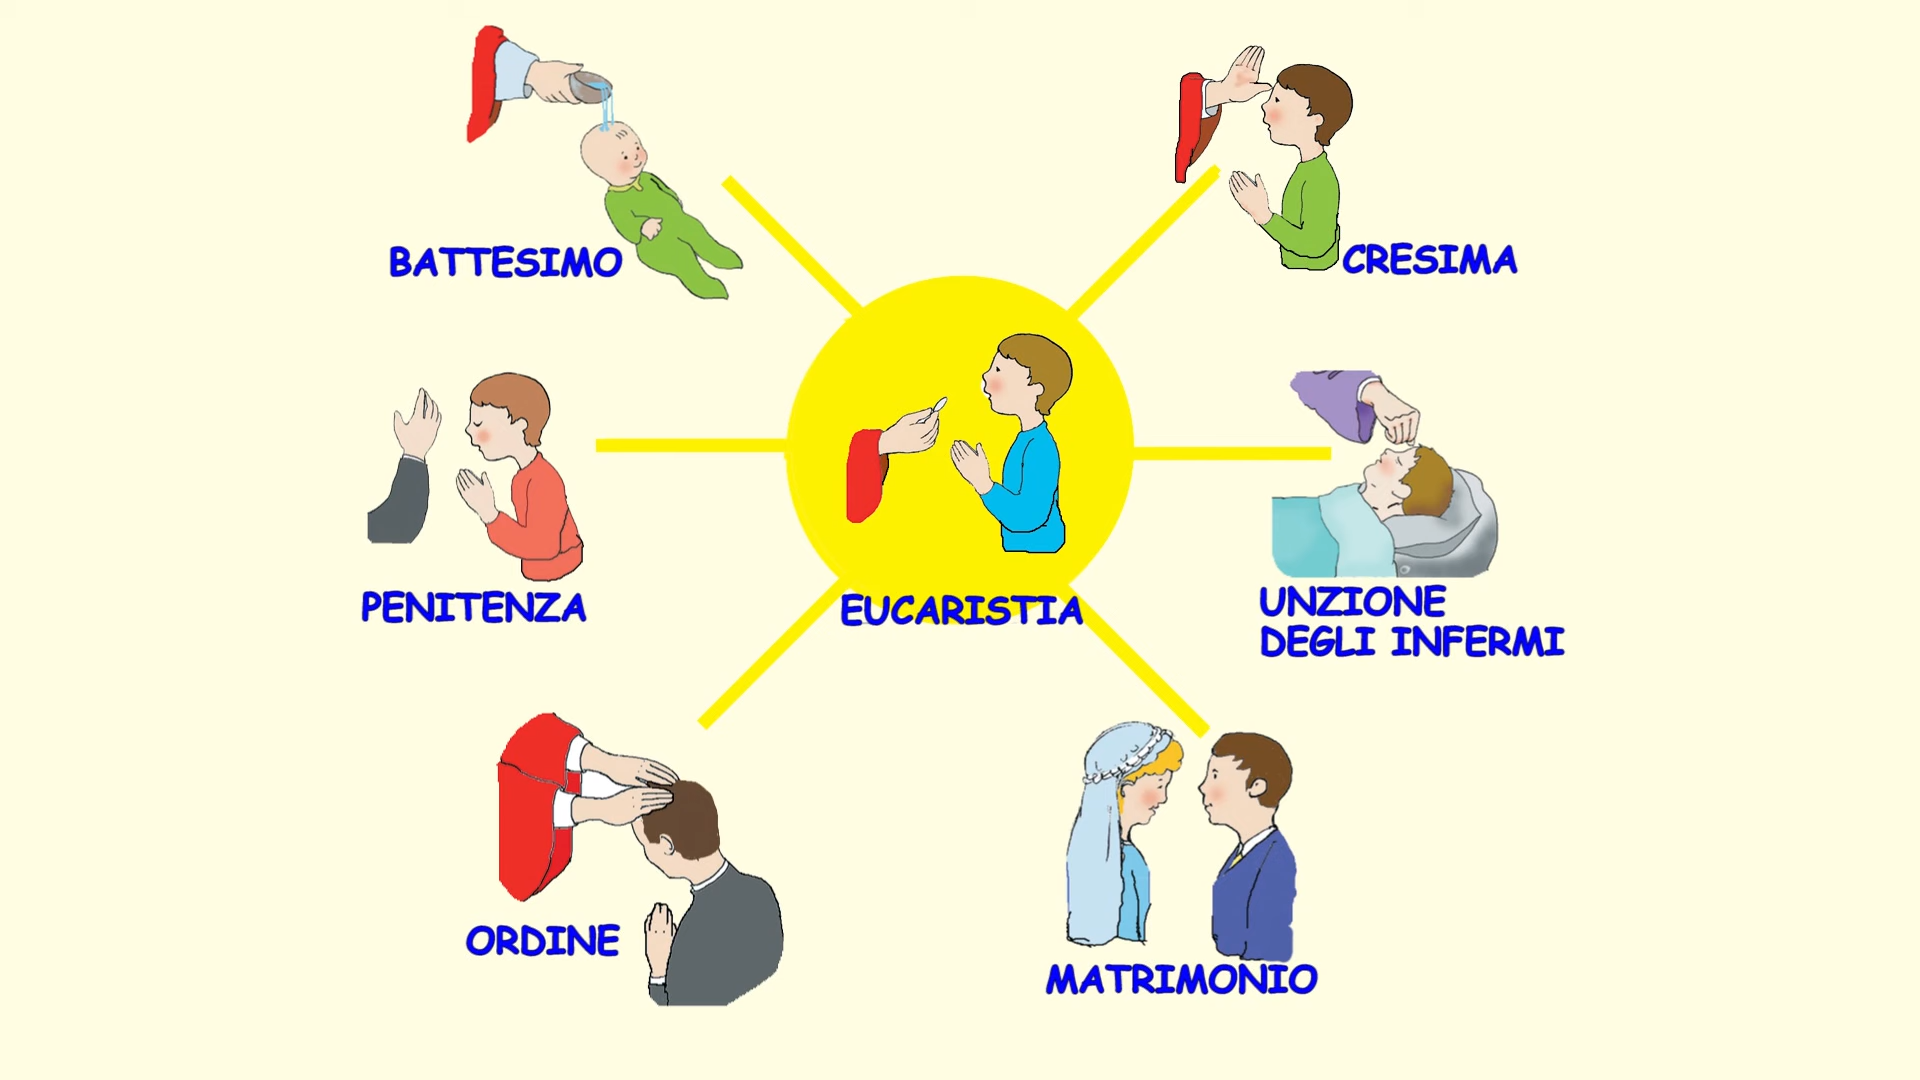 BATTESIMO
CRESIMA
PENITENZA
EUCARISTIA
UNZIONE
DEGLI INFERMI
ORDINE
MATRIMONIO